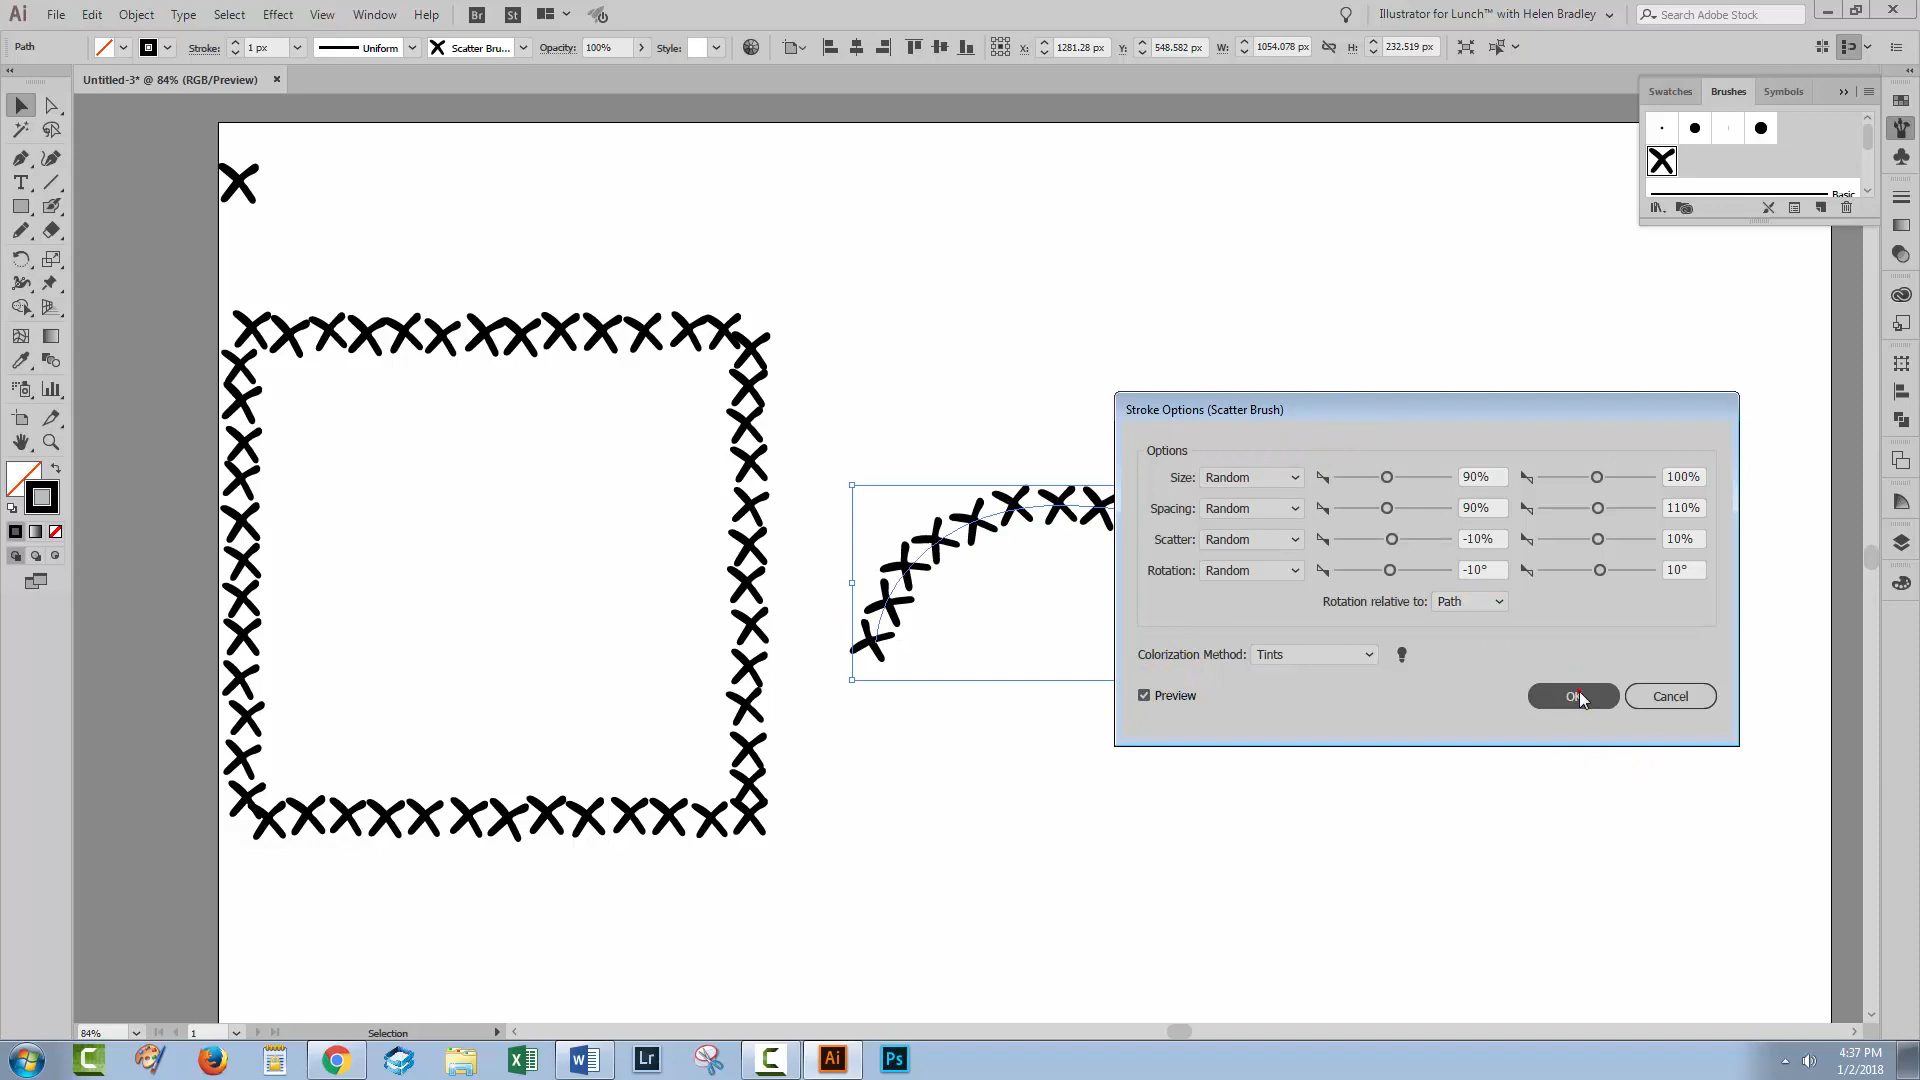 Ai File Edit Object Type Select Effect View Window Help Br St Illustrator for Lunch™ with Helen Bradley Search Adobe Stock
Path Stroke: 1 px Uniform Scatter Bru... Opacity: 100% Style: X: 1281.28 px Y: 548.582 px W: 1054.078 px H: 232.519 px
Untitled-3* @ 84% (RGB/Preview)
Swatches Brushes Symbols
Basic
Stroke Options (Scatter Brush)
Options
Size: Random 90% 100%
Spacing: Random 90% 110%
Scatter: Random -10% 10%
Rotation: Random -10° 10°
Rotation relative to: Path
Colorization Method: Tints
Preview OK Cancel
84% 1 Selection
Lr Ai Ps
4:37 PM
1/2/2018